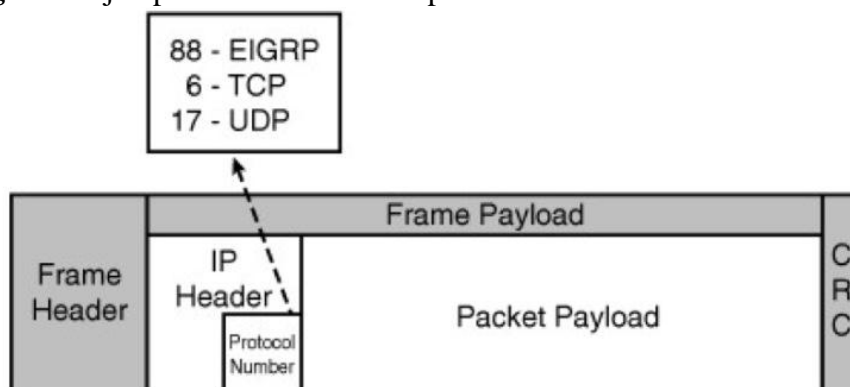 88 - EIGRP
6 - TCP
17 - UDP
Frame Payload
Frame
Header
IP
Header
Protocol
Number
Packet Payload
C
R
C